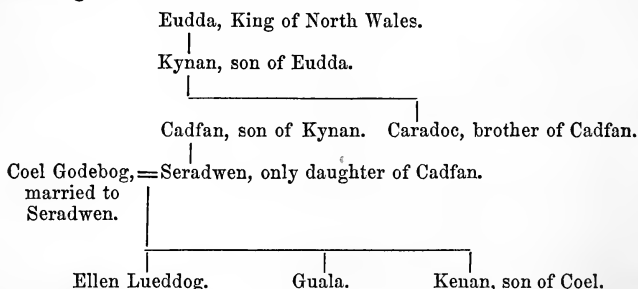 Eudda, King of North Wales.
Kynan, son of Eudda.
Cadfan, son of Kynan. Caradoc, brother of Cadfan.
Coel Godebog,=Seradwen, only daughter of Cadfan.
married to
Seradwen.
Ellen Lueddog. Guala. Kenan, son of Coel.